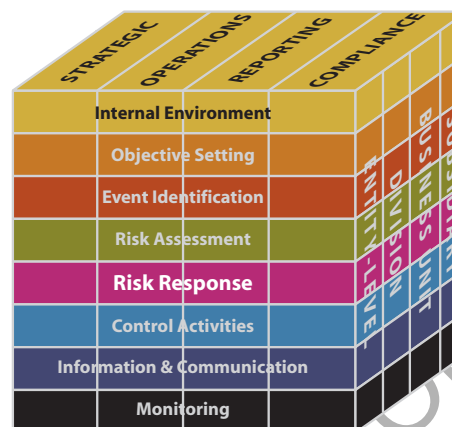 STRATEGIC
OPERATIONS
REPORTING
COMPLIANCE
Internal Environment
Objective Setting
Event Identification
Risk Assessment
Risk Response
Control Activities
Information & Communication
Monitoring
ENTITY-LEVEL
DIVISION
BUSINESS UNIT
SUBSIDIARY